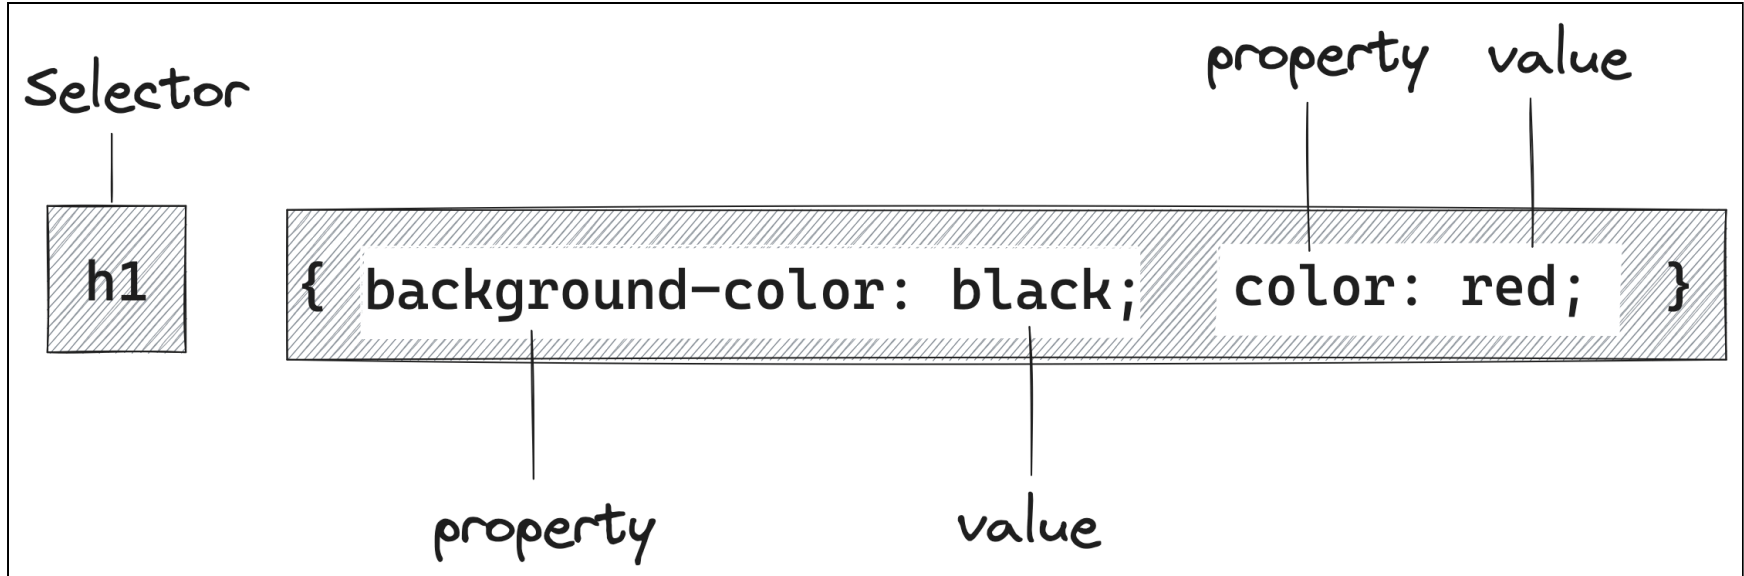 property value
Selector
h1 { background-color: black; color: red; }
property value